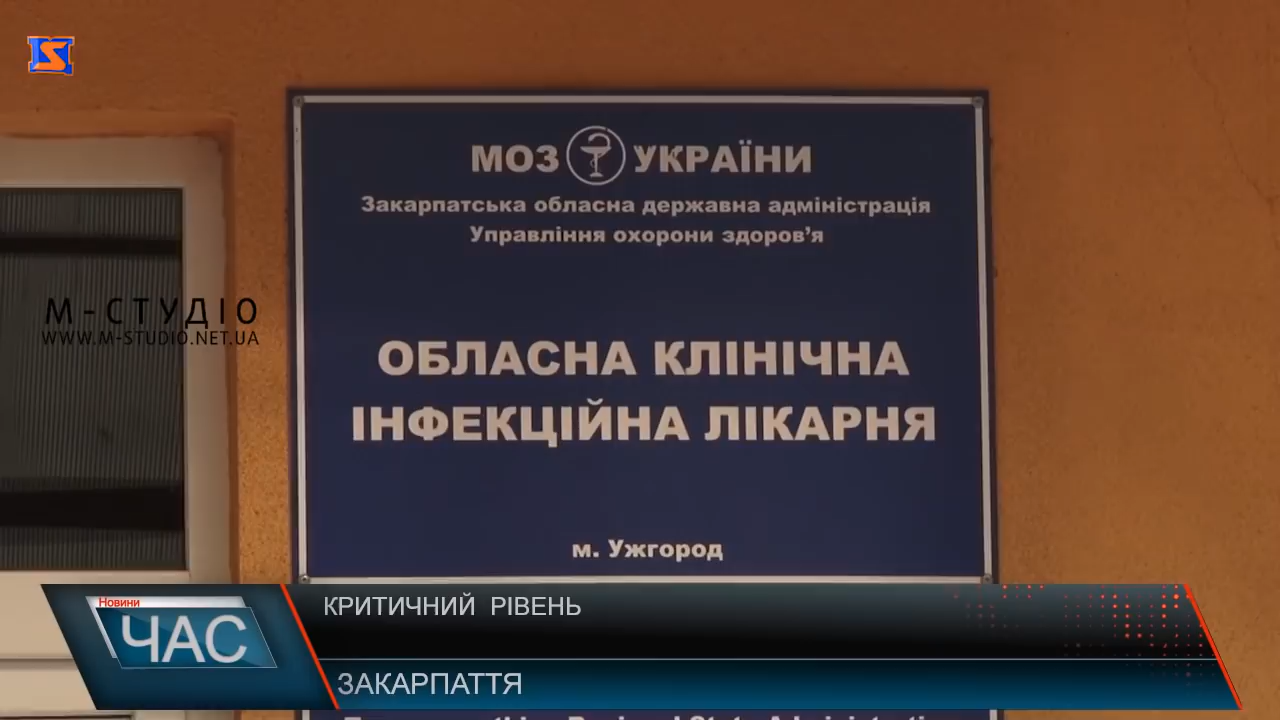 МОЗ УКРАЇНИ
Закарпатська обласна державна адміністрація
Управління охорони здоров’я
М-СТУДІО
WWW.M-STUDIO.NET.UA
ОБЛАСНА КЛІНІЧНА
ІНФЕКЦІЙНА ЛІКАРНЯ
м. Ужгород
Новини
ЧАС
КРИТИЧНИЙ РІВЕНЬ
ЗАКАРПАТТЯ